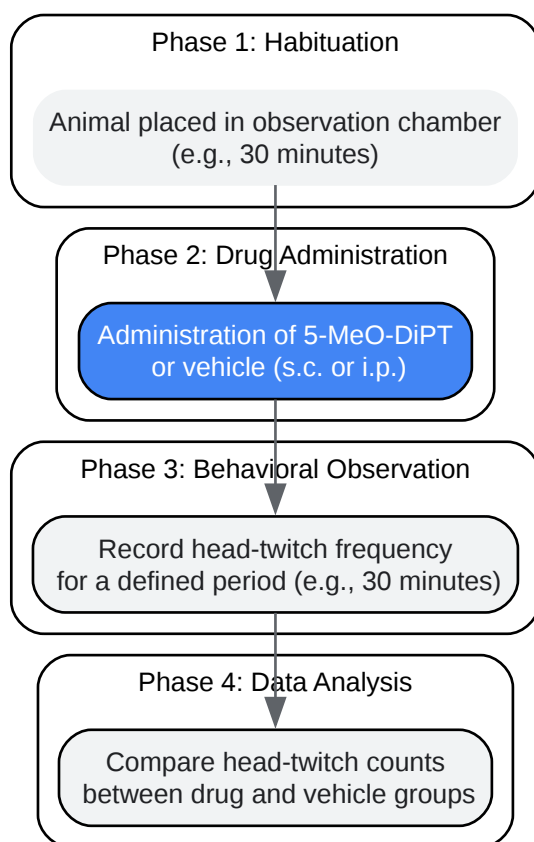 Phase 1: Habituation
Animal placed in observation chamber
(e.g., 30 minutes)
Phase 2: Drug Administration
Administration of 5-MeO-DiPT
or vehicle (s.c. or i.p.)
Phase 3: Behavioral Observation
Record head-twitch frequency
for a defined period (e.g., 30 minutes)
Phase 4: Data Analysis
Compare head-twitch counts
between drug and vehicle groups